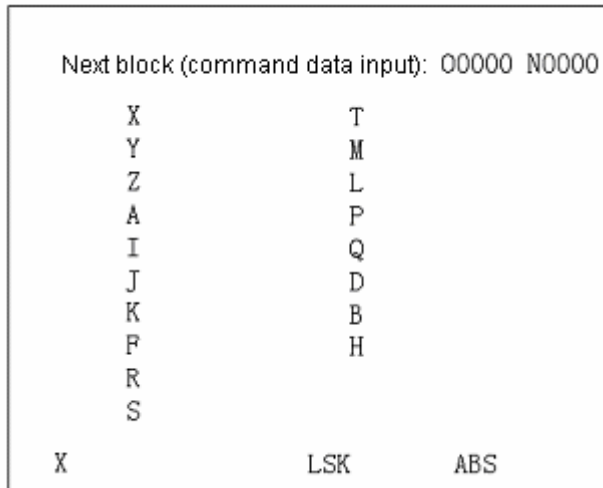 Next block (command data input): O0000 N0000
X T
Y M
Z L
A P
I Q
J D
K B
F H
R
S
X LSK ABS